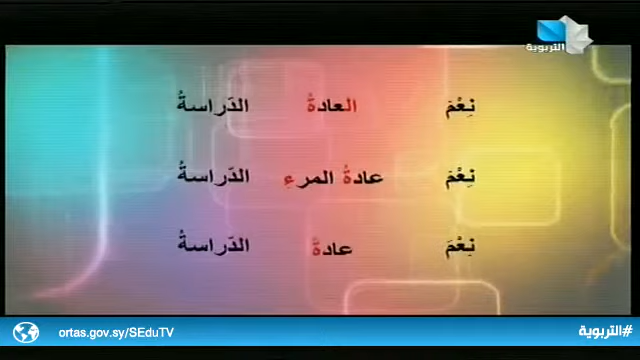 التربوية
نِعْمَ العادةُ الدّراسةُ
نِعْمَ عادةُ المرءِ الدّراسةُ
نِعْمَ عادةً الدّراسةُ
#التربوية
ortas.gov.sy/SEduTV